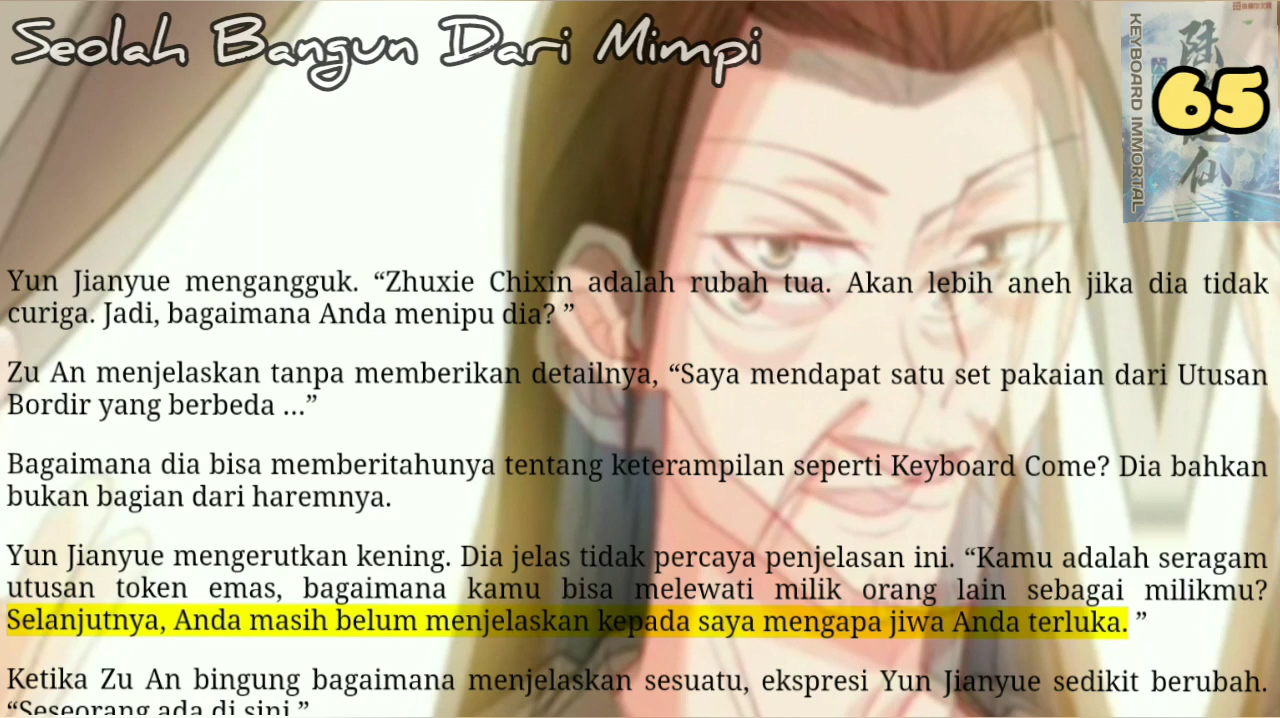 Seolah Bangun Dari Mimpi
65
KEYBOARD IMMORTAL
Yun Jianyue mengangguk. “Zhuxie Chixin adalah rubah tua. Akan lebih aneh jika dia tidak
curiga. Jadi, bagaimana Anda menipu dia? ”
Zu An menjelaskan tanpa memberikan detailnya, “Saya mendapat satu set pakaian dari Utusan
Bordir yang berbeda ...”
Bagaimana dia bisa memberitahunya tentang keterampilan seperti Keyboard Come? Dia bahkan
bukan bagian dari haremnya.
Yun Jianyue mengerutkan kening. Dia jelas tidak percaya penjelasan ini. “Kamu adalah seragam
utusan token emas, bagaimana kamu bisa melewati milik orang lain sebagai milikmu?
Selanjutnya, Anda masih belum menjelaskan kepada saya mengapa jiwa Anda terluka. ”
Ketika Zu An bingung bagaimana menjelaskan sesuatu, ekspresi Yun Jianyue sedikit berubah.
“Seseorang ada di sini.”